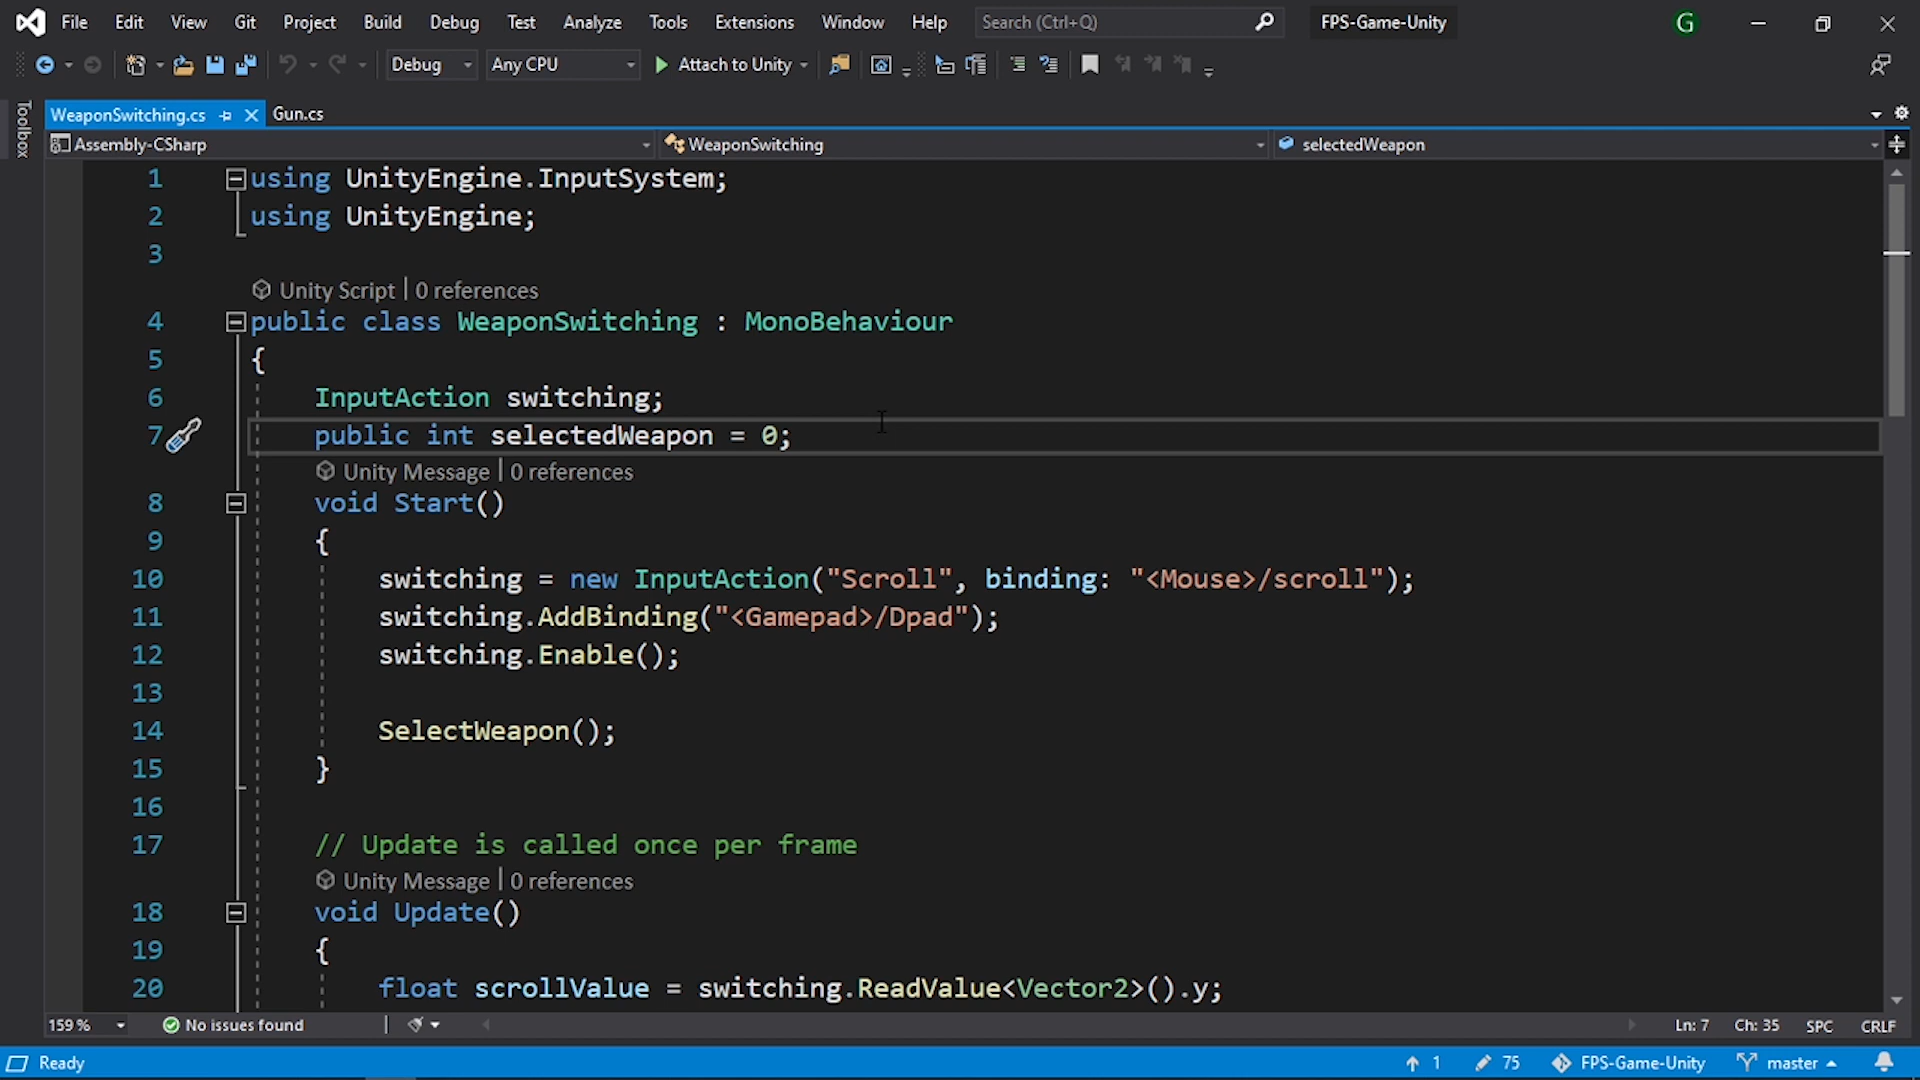 File Edit View Git Project Build Debug Test Analyze Tools Extensions Window Help Search (Ctrl+Q) FPS-Game-Unity G
Debug Any CPU Attach to Unity
Toolbox
WeaponSwitching.cs Gun.cs
Assembly-CSharp WeaponSwitching selectedWeapon
1 using UnityEngine.InputSystem;
2 using UnityEngine;
3
Unity Script | 0 references
4 public class WeaponSwitching : MonoBehaviour
5 {
6 InputAction switching;
7 public int selectedWeapon = 0;
Unity Message | 0 references
8 void Start()
9 {
10 switching = new InputAction("Scroll", binding: "<Mouse>/scroll");
11 switching.AddBinding("<Gamepad>/Dpad");
12 switching.Enable();
13
14 SelectWeapon();
15 }
16
17 // Update is called once per frame
Unity Message | 0 references
18 void Update()
19 {
20 float scrollValue = switching.ReadValue<Vector2>().y;
159 % No issues found Ln: 7 Ch: 35 SPC CRLF
Ready 1 75 FPS-Game-Unity master